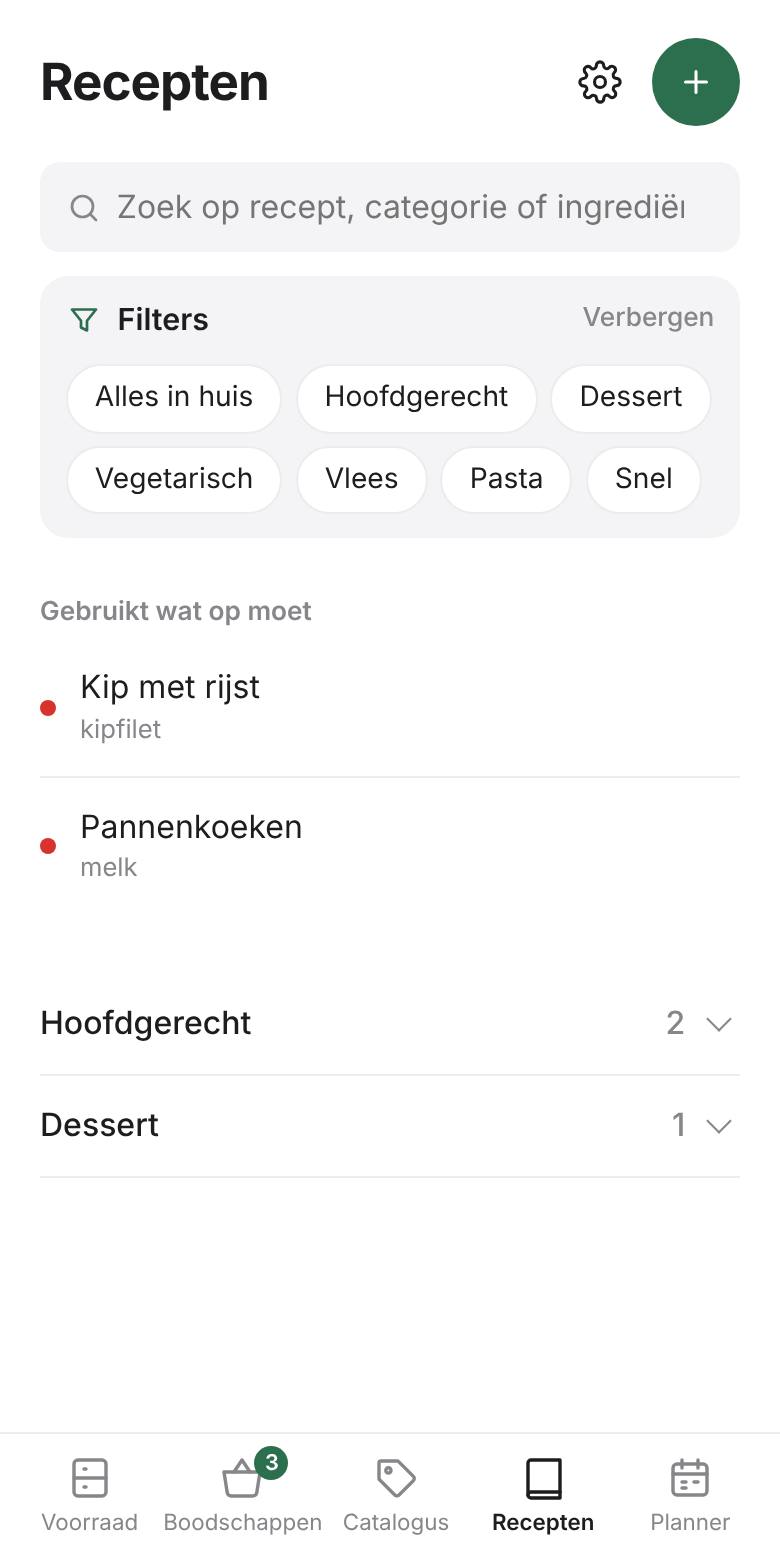 Recepten
Zoek op recept, categorie of ingredië
Filters
Verbergen
Alles in huis
Hoofdgerecht
Dessert
Vegetarisch
Vlees
Pasta
Snel
Gebruikt wat op moet
Kip met rijst
kipfilet
Pannenkoeken
melk
Hoofdgerecht
2
Dessert
1
3
Voorraad
Boodschappen
Catalogus
Recepten
Planner